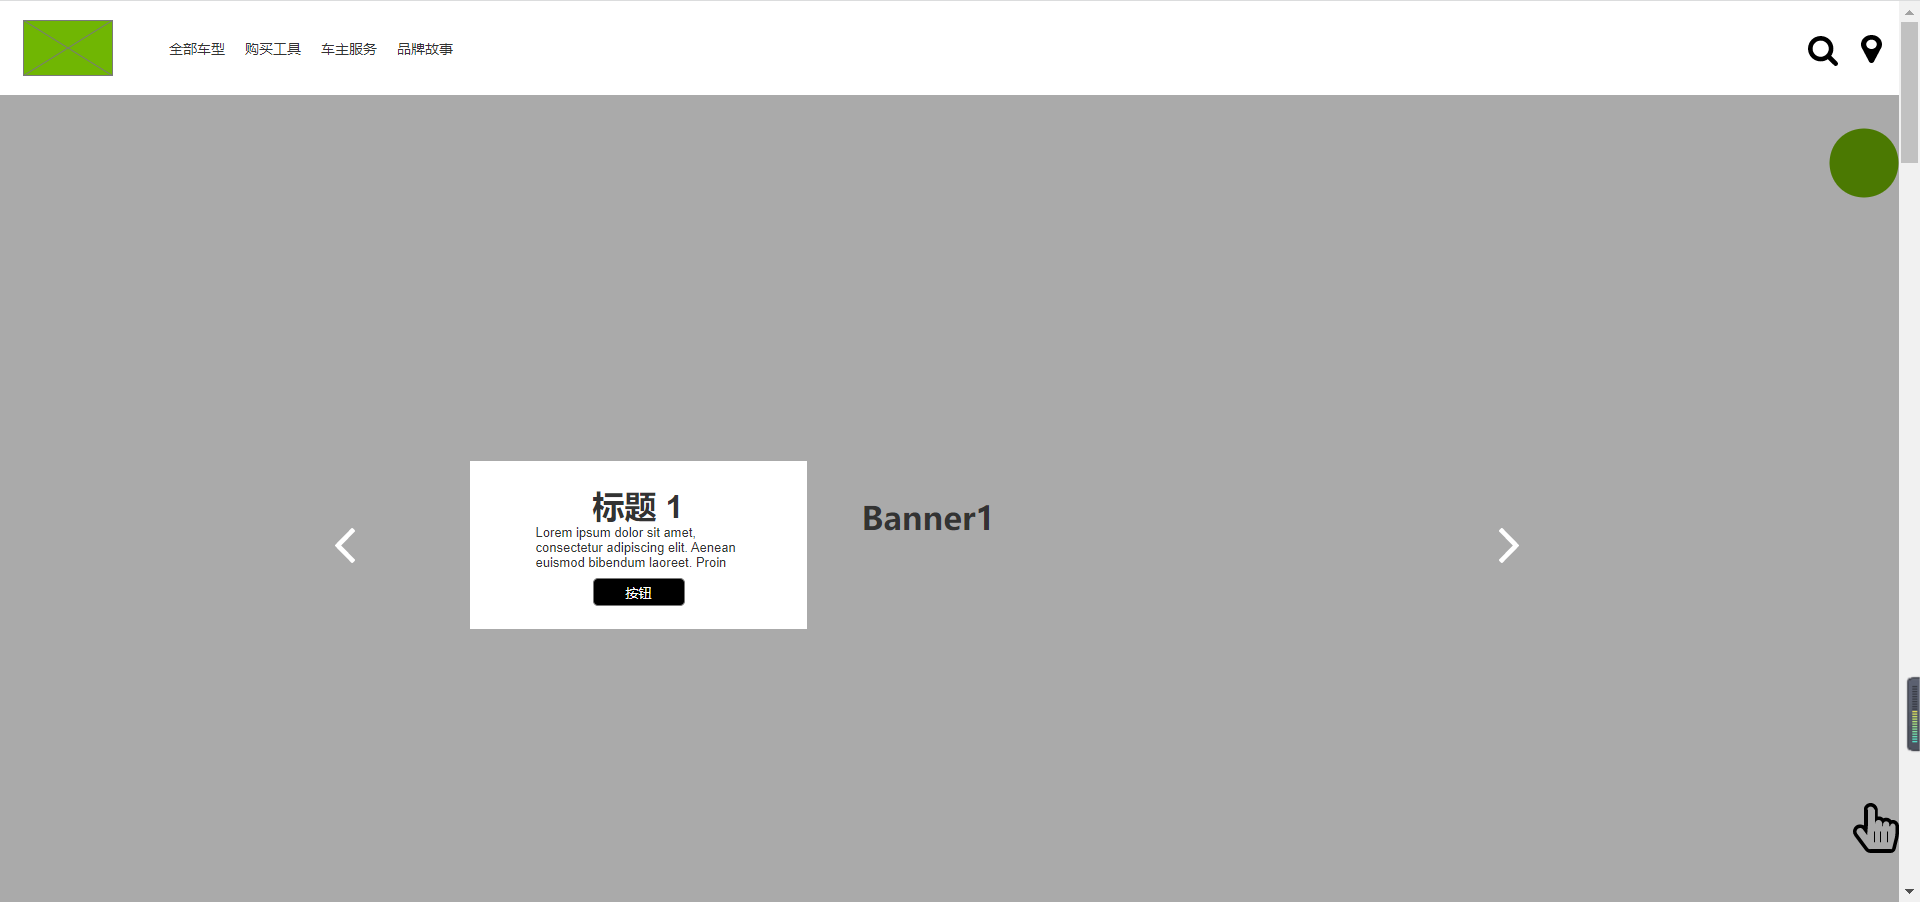 全部车型 购买工具 车主服务 品牌故事
标题 1
Lorem ipsum dolor sit amet,
consectetur adipiscing elit. Aenean
euismod bibendum laoreet. Proin
按钮
Banner1